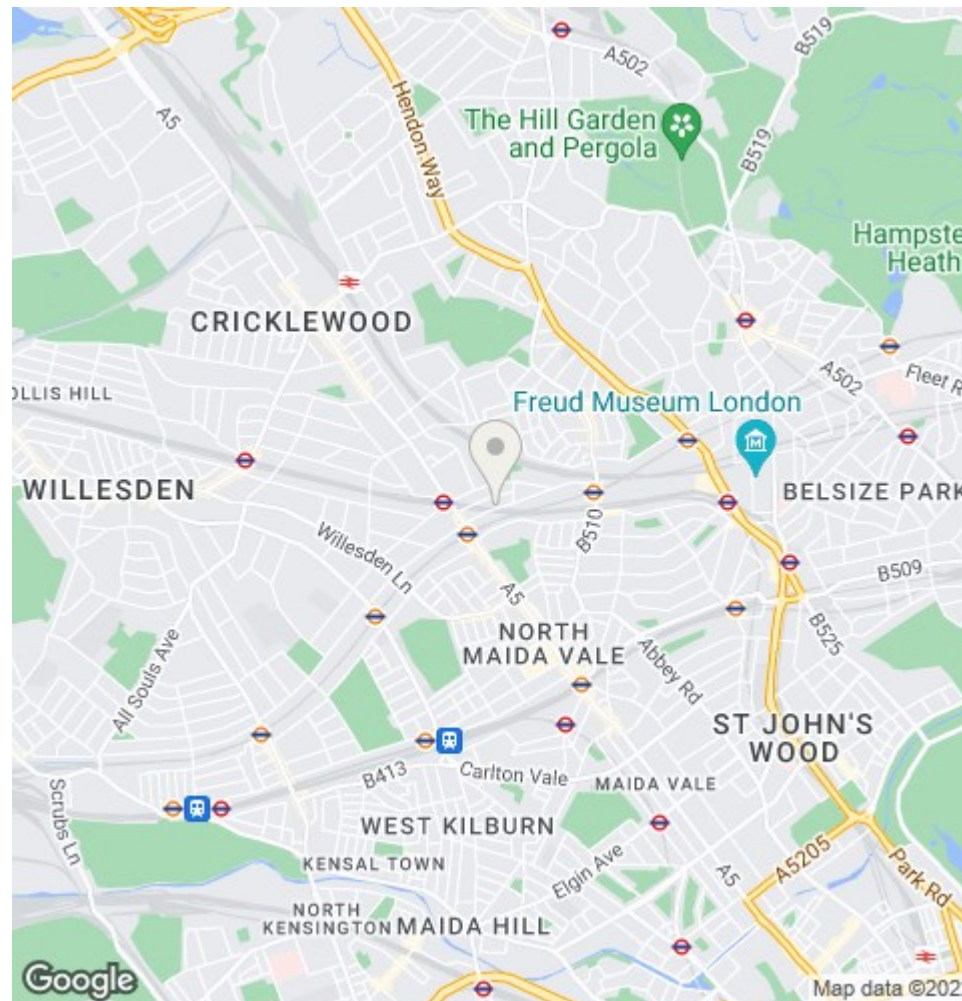 A502
B519
A5
Hendon Way
The Hill Garden
and Pergola
B519
Hampste
Heath
CRICKLEWOOD
A502
Fleet R
OLLIS HILL
Freud Museum London
WILLESDEN
BELSIZE PARK
B510
Willesden Ln
A5
B509
NORTH
MAIDA VALE
Abbey Rd
B525
All Souls Ave
ST JOHN'S
WOOD
B413
Carlton Vale
MAIDA VALE
Scrubs Ln
WEST KILBURN
KENSAL TOWN
Elgin Ave
A5
A5205
Park Rd
NORTH
KENSINGTON
MAIDA HILL
Google
Map data ©202